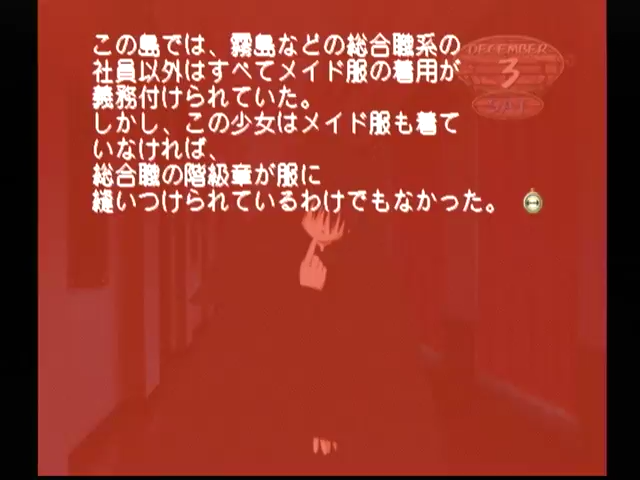 この島では、霧島などの総合職系の
社員以外はすべてメイド服の着用が
義務付けられていた。
しかし、この少女はメイド服も着て
いなければ、
総合職の階級章が服に
縫いつけられているわけでもなかった。
DECEMBER
3
SAT